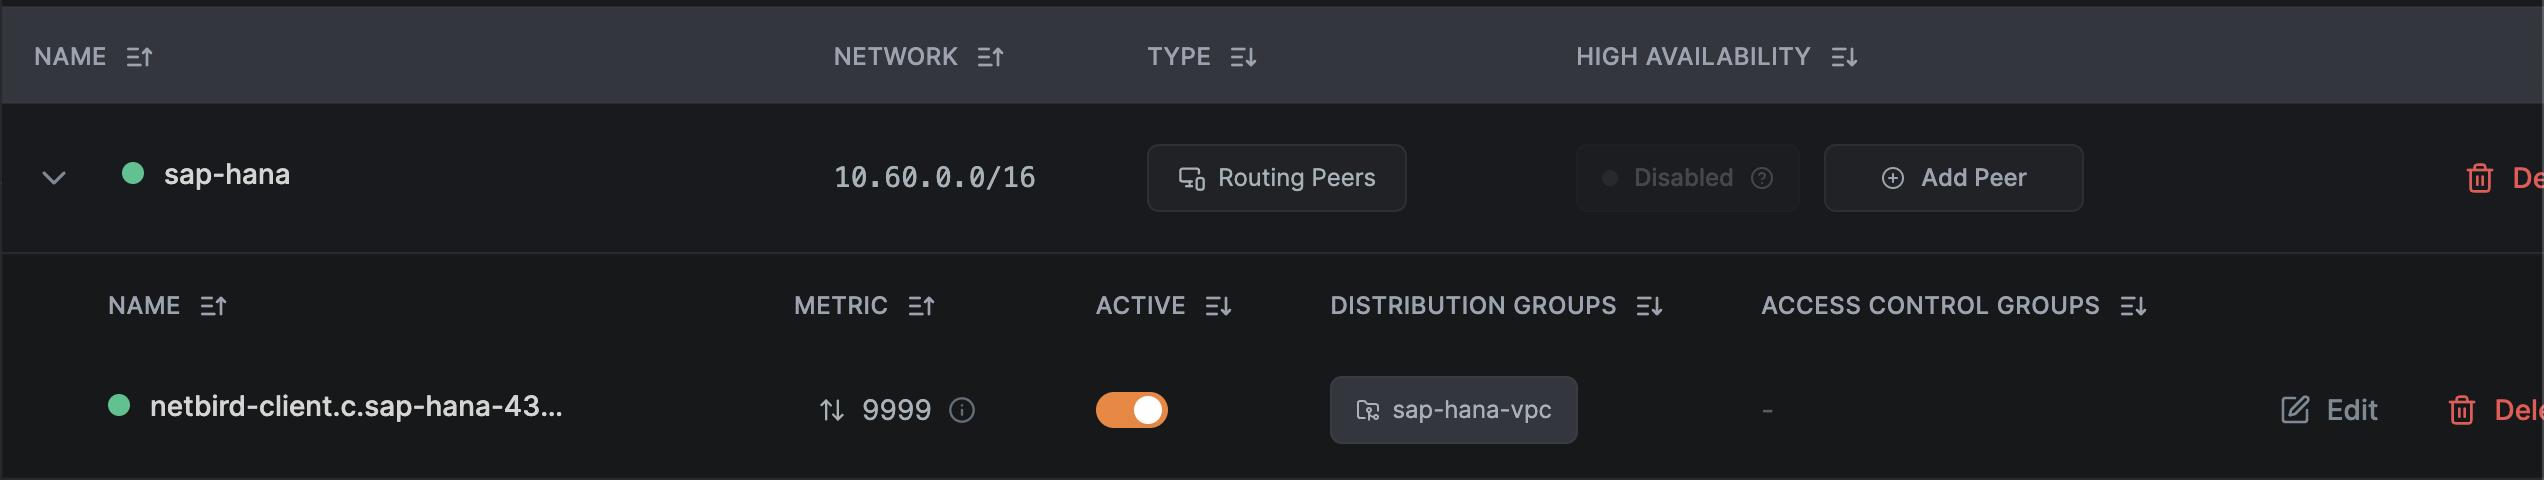 NAME NETWORK TYPE HIGH AVAILABILITY
sap-hana 10.60.0.0/16 Routing Peers Disabled Add Peer De
NAME METRIC ACTIVE DISTRIBUTION GROUPS ACCESS CONTROL GROUPS
netbird-client.c.sap-hana-43... 9999 sap-hana-vpc - Edit Dele